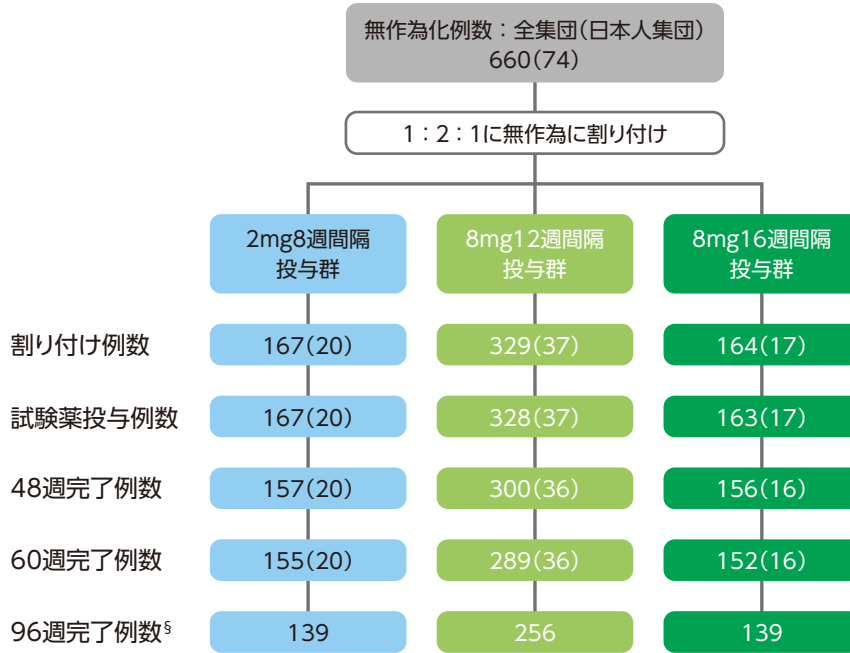 無作為化例数：全集団（日本人集団）
660（74）
1：2：1に無作為に割り付け
2mg8週間隔
投与群
8mg12週間隔
投与群
8mg16週間隔
投与群
割り付け例数 167（20） 329（37） 164（17）
試験薬投与例数 167（20） 328（37） 163（17）
48週完了例数 157（20） 300（36） 156（16）
60週完了例数 155（20） 289（36） 152（16）
96週完了例数§ 139 256 139